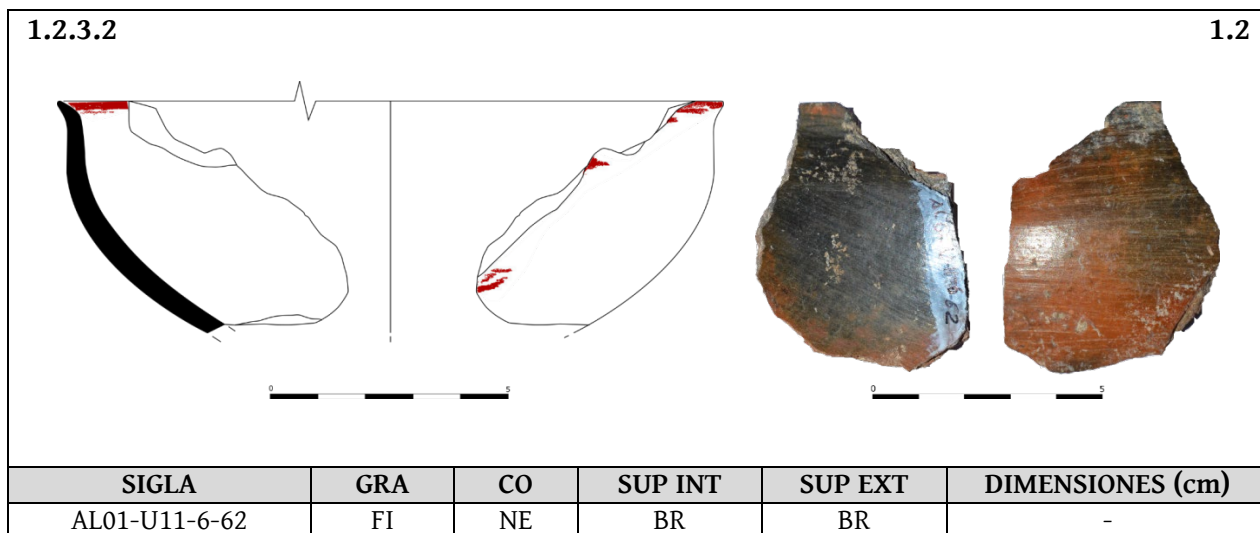 1.2.3.2 1.2
0 5 0 5
62
SIGLA GRA CO SUP INT SUP EXT DIMENSIONES (cm)
AL01-U11-6-62 FI NE BR BR -